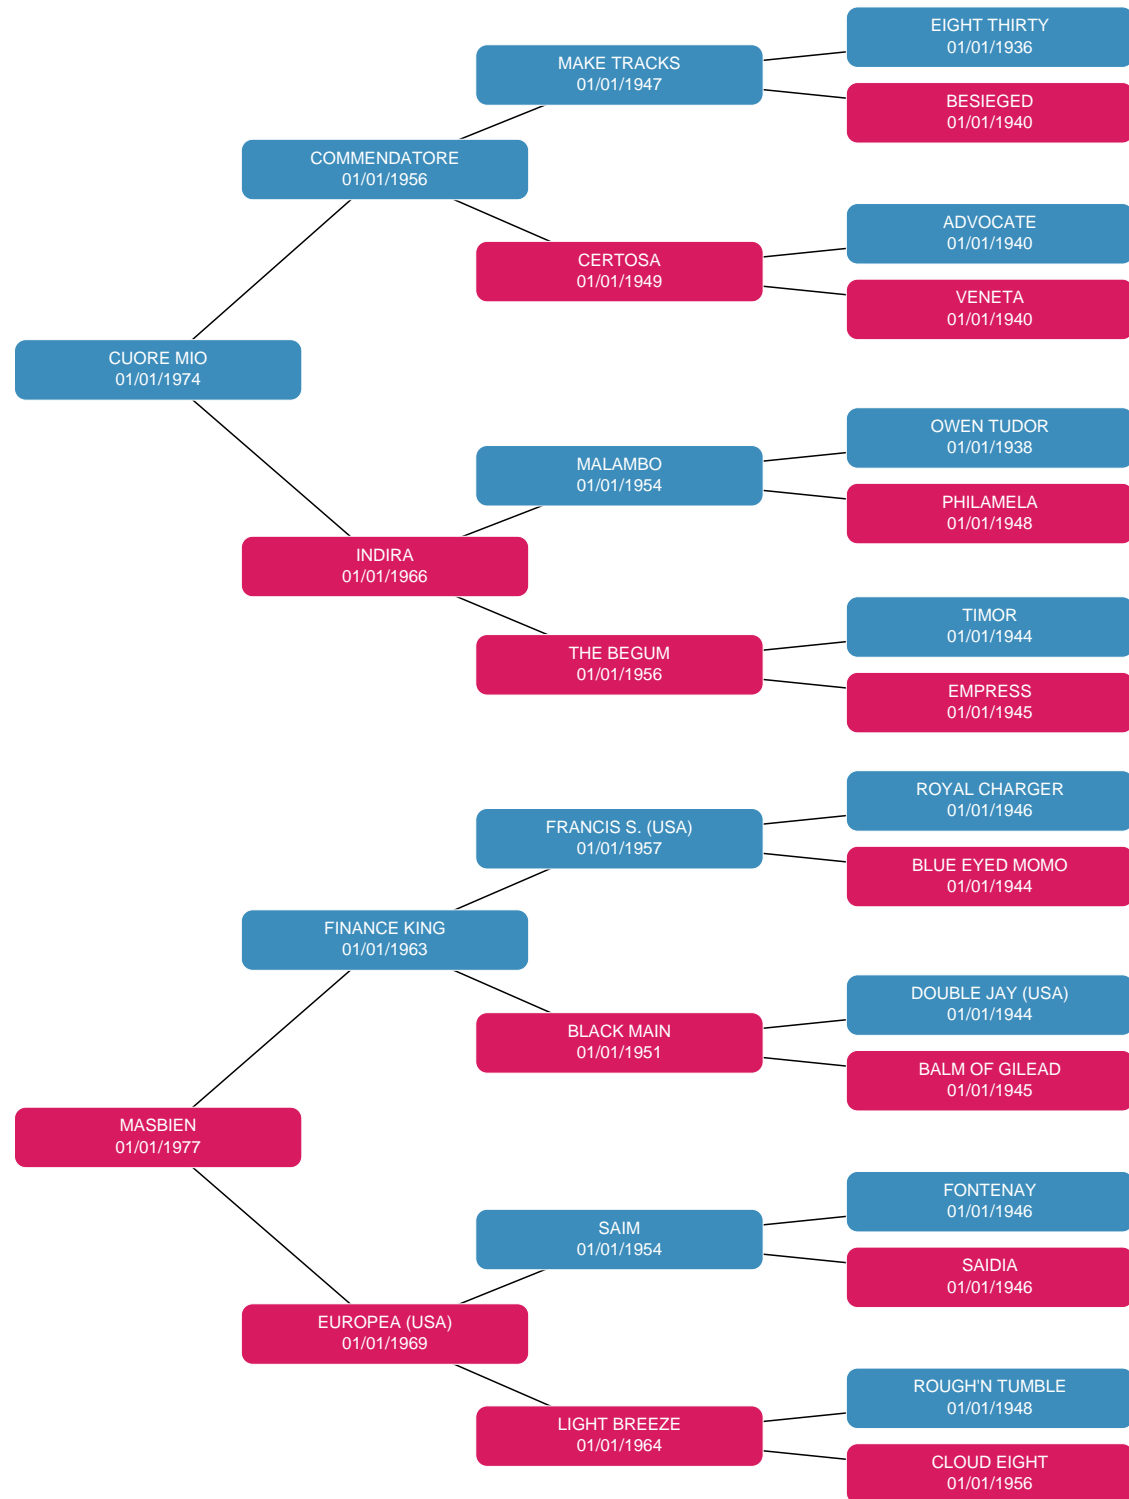 EIGHT THIRTY
01/01/1936
MAKE TRACKS
01/01/1947
BESIEGED
01/01/1940
COMMENDATORE
01/01/1956
ADVOCATE
01/01/1940
CERTOSA
01/01/1949
VENETA
01/01/1940
CUORE MIO
01/01/1974
OWEN TUDOR
01/01/1938
MALAMBO
01/01/1954
PHILAMELA
01/01/1948
INDIRA
01/01/1966
TIMOR
01/01/1944
THE BEGUM
01/01/1956
EMPRESS
01/01/1945
ROYAL CHARGER
01/01/1946
FRANCIS S. (USA)
01/01/1957
BLUE EYED MOMO
01/01/1944
FINANCE KING
01/01/1963
DOUBLE JAY (USA)
01/01/1944
BLACK MAIN
01/01/1951
BALM OF GILEAD
01/01/1945
MASBIEN
01/01/1977
FONTENAY
01/01/1946
SAIM
01/01/1954
SAIDIA
01/01/1946
EUROPEA (USA)
01/01/1969
ROUGH'N TUMBLE
01/01/1948
LIGHT BREEZE
01/01/1964
CLOUD EIGHT
01/01/1956